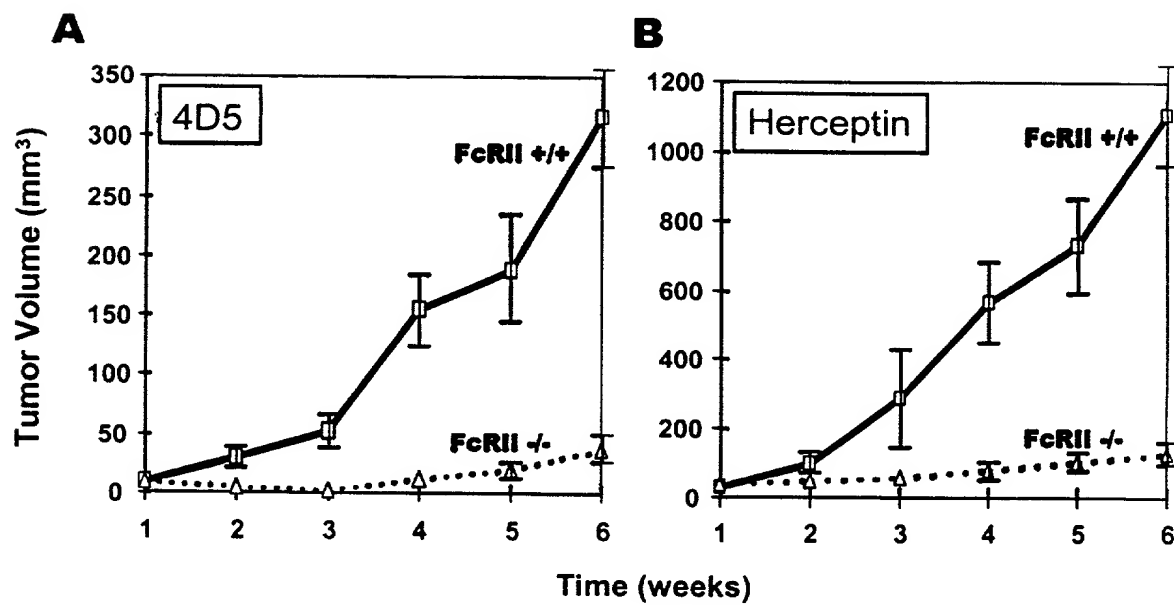 A
B
4D5
Herceptin
FcRII +/+
FcRII +/+
FcRII -/-
FcRII -/-
Tumor Volume (mm³)
350
300
250
200
150
100
50
0
1200
1000
800
600
400
200
0
1 2 3 4 5 6
1 2 3 4 5 6
Time (weeks)